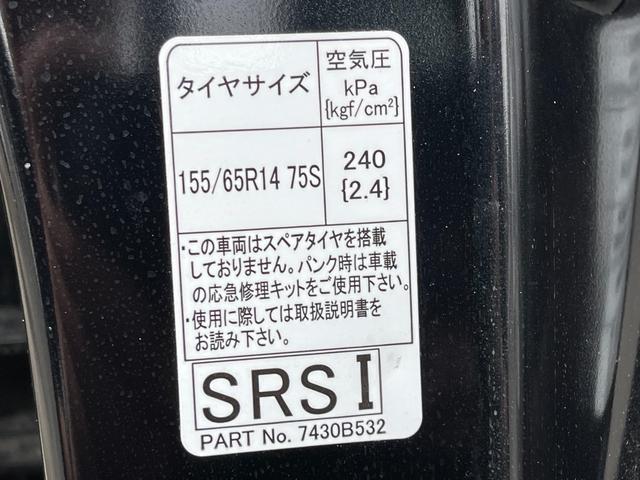 タイヤサイズ
空気圧
kPa
{kgf/cm²}
155/65R14 75S
240
{2.4}
・この車両はスペアタイヤを搭載
しておりません。パンク時は車載
の応急修理キットをご使用下さい。
・使用に際しては取扱説明書を
お読み下さい。
SRS I
PART No. 7430B532